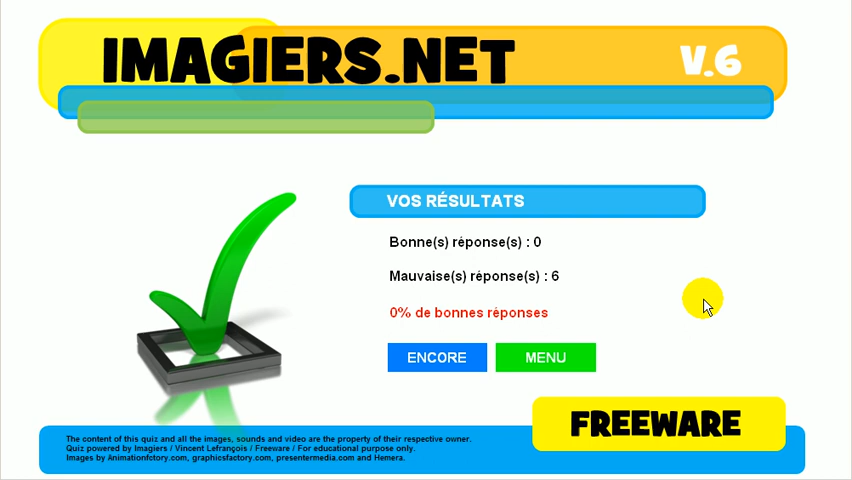 IMAGIERS.NET
V.6
VOS RÉSULTATS
Bonne(s) réponse(s) : 0
Mauvaise(s) réponse(s) : 6
0% de bonnes réponses
ENCORE
MENU
FREEWARE
The content of this quiz and all the images, sounds and video are the property of their respective owner.
Quiz powered by Imagiers / Vincent Lefrançois / Freeware / For educational purpose only.
Images by Animationfctory.com, graphicsfactory.com, presentermedia.com and Hemera.